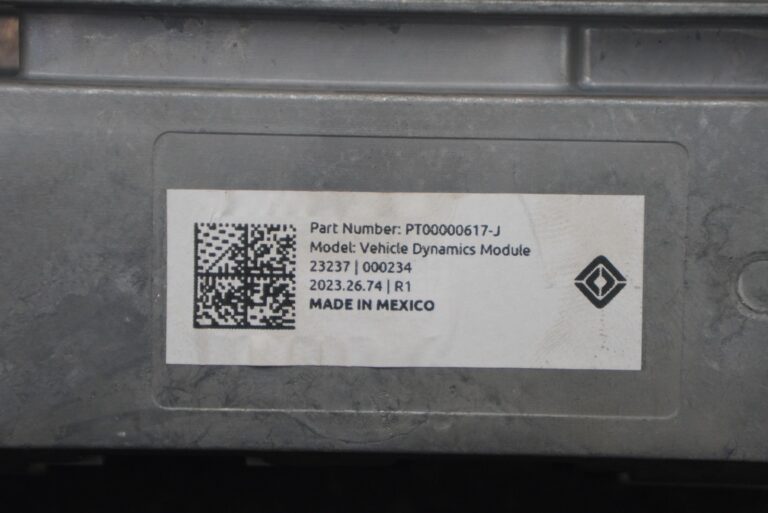 Part Number: PT00000617-J
Model: Vehicle Dynamics Module
23237 | 000234
2023.26.74 | R1
MADE IN MEXICO